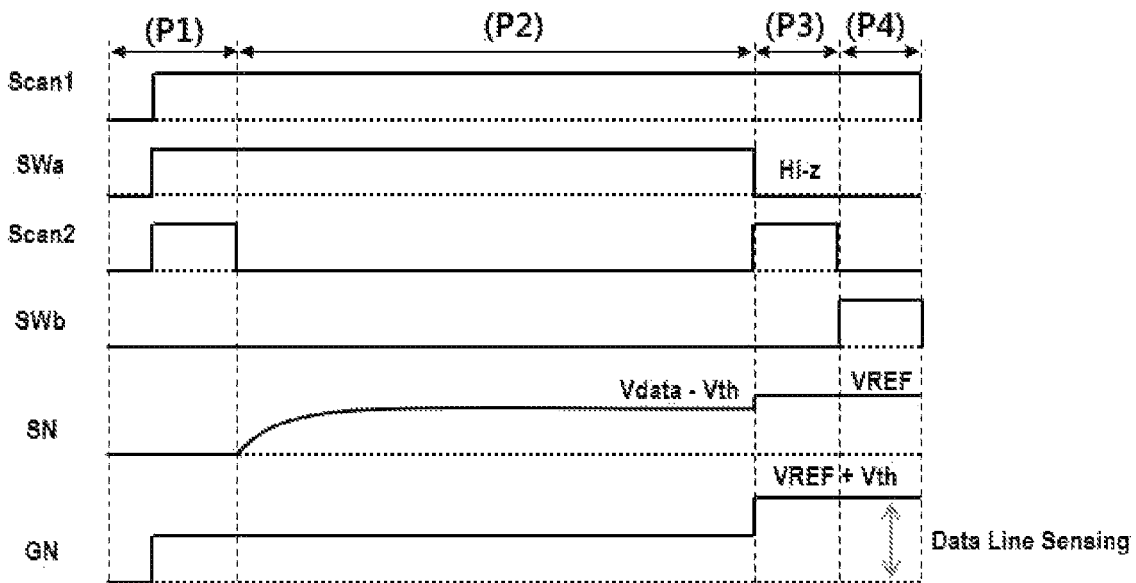 (P1) (P2) (P3) (P4)
Scan1
SWa
Hi-z
Scan2
SWb
VREF
Vdata - Vth
SN
VREF + Vth
GN
Data Line Sensing